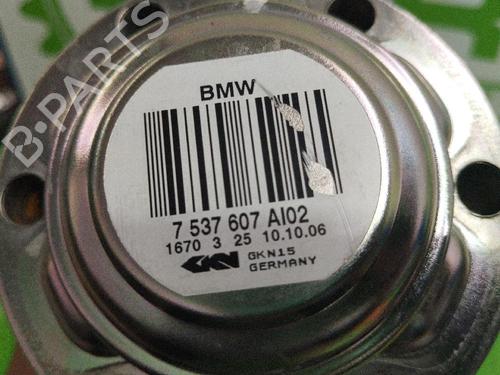 BMW
7 537 607 AI02
1670 3 25 10.10.06
GKN GKN15
GERMANY
B-PARTS